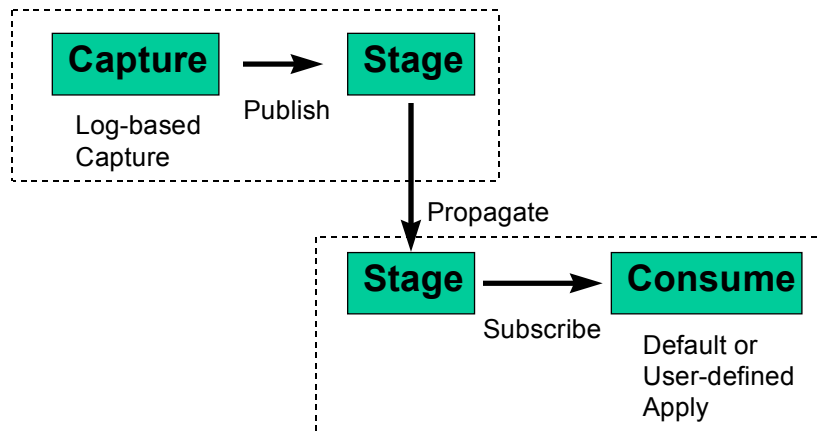 Capture
Stage
Publish
Log-based
Capture
Propagate
Stage
Consume
Subscribe
Default or
User-defined
Apply